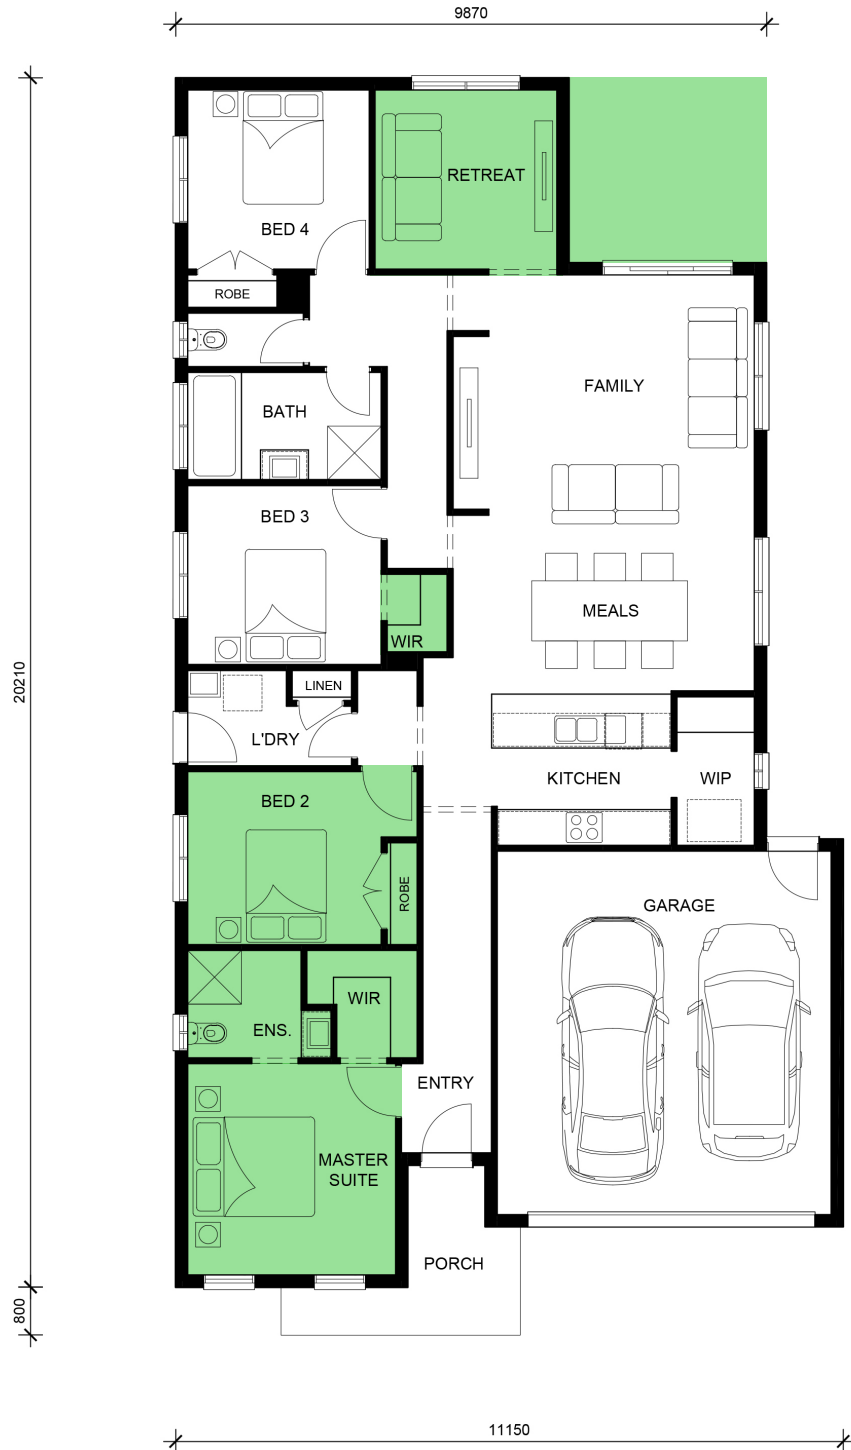 9870
RETREAT
BED 4
ROBE
FAMILY
BATH
BED 3
MEALS
WIR
20210
LINEN
L'DRY
KITCHEN
WIP
BED 2
ROBE
GARAGE
WIR
ENS.
ENTRY
MASTER
SUITE
PORCH
800
11150